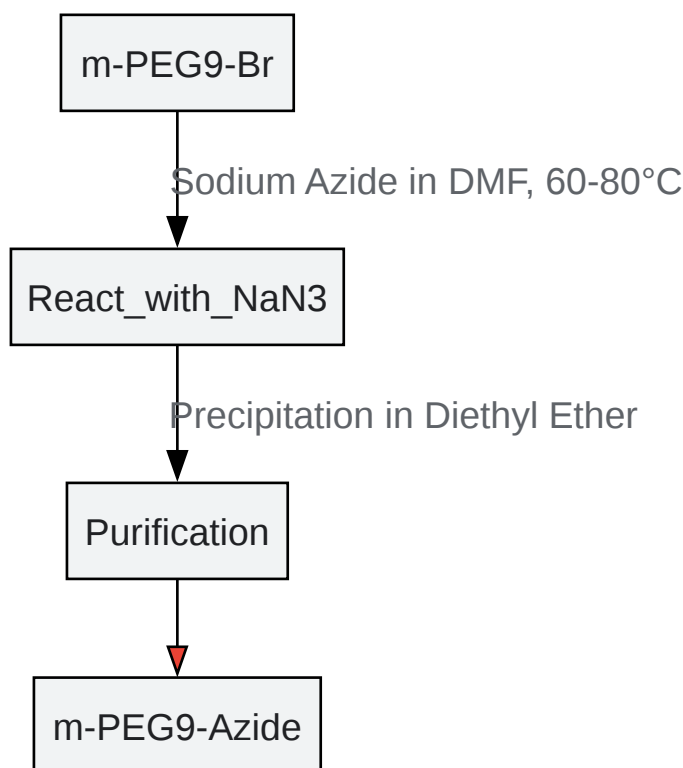 m-PEG9-Br
Sodium Azide in DMF, 60-80°C
React_with_NaN3
Precipitation in Diethyl Ether
Purification
m-PEG9-Azide